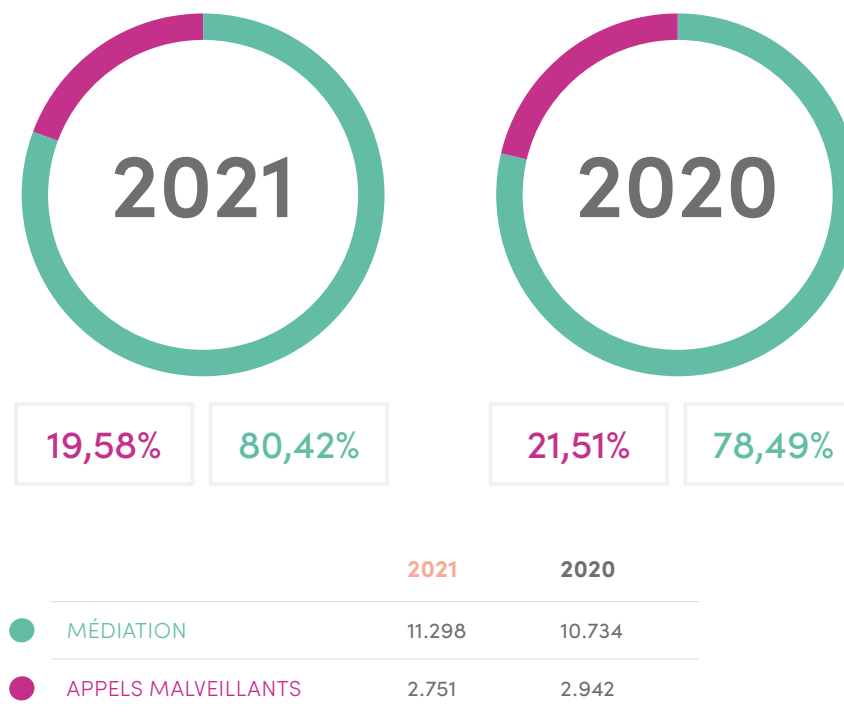 2021
2020
19,58% 80,42%
21,51% 78,49%
2021 2020
MÉDIATION 11.298 10.734
APPELS MALVEILLANTS 2.751 2.942